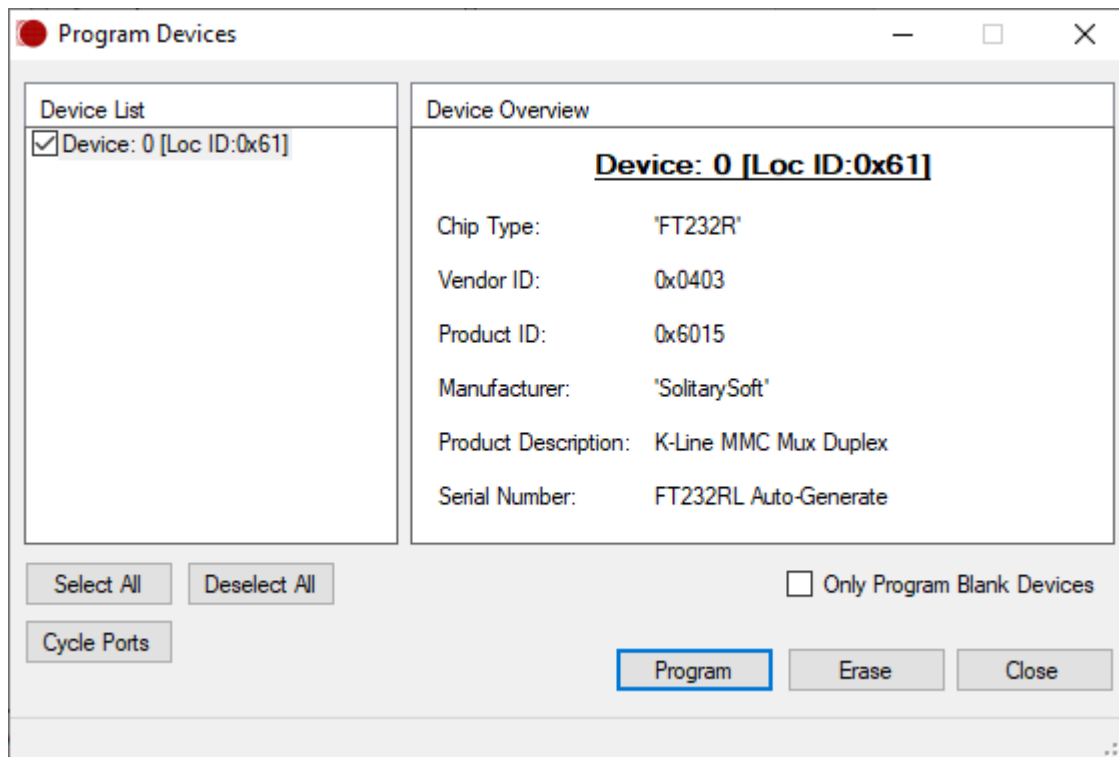 Program Devices
Device List
Device: 0 [Loc ID:0x61]
Device Overview
Device: 0 [Loc ID:0x61]
Chip Type: 'FT232R'
Vendor ID: 0x0403
Product ID: 0x6015
Manufacturer: 'SolitarySoft'
Product Description: K-Line MMC Mux Duplex
Serial Number: FT232RL Auto-Generate
Select All Deselect All
Only Program Blank Devices
Cycle Ports
Program Erase Close